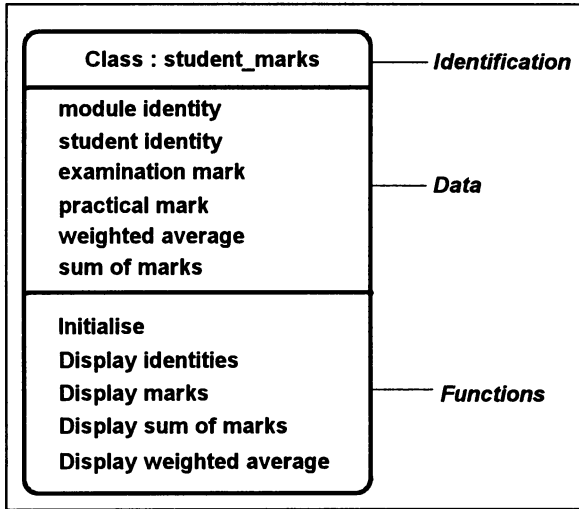 Class : student_marks
Identification
module identity
student identity
examination mark
practical mark
weighted average
sum of marks
Data
Initialise
Display identities
Display marks
Display sum of marks
Display weighted average
Functions